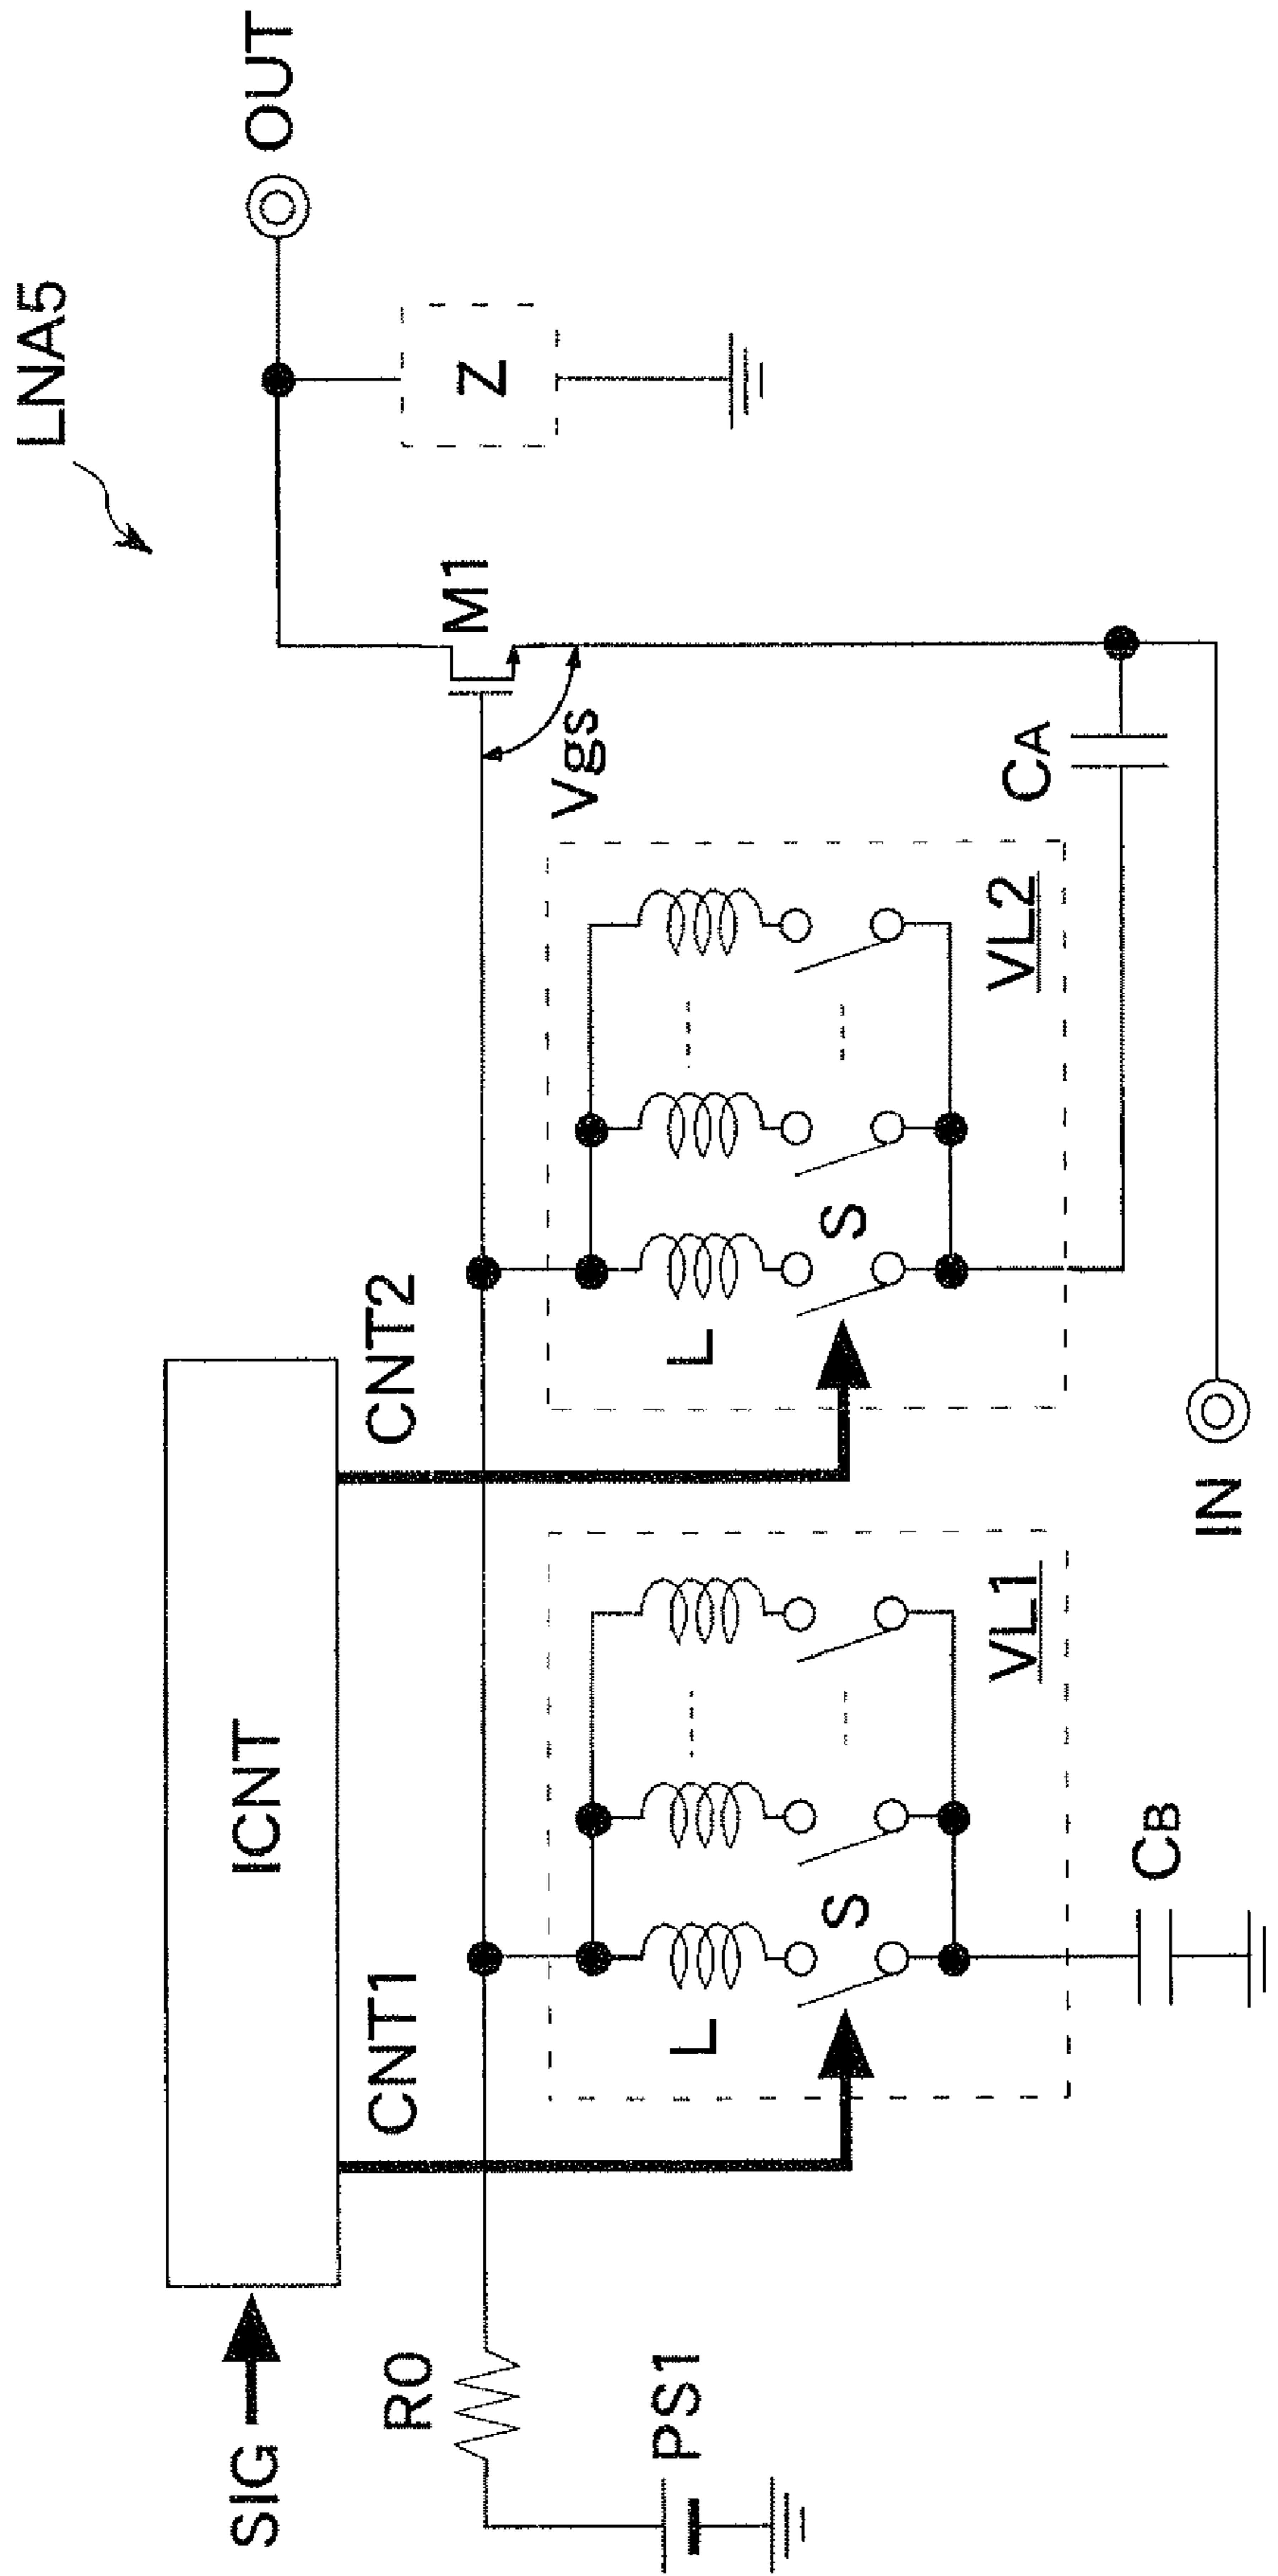 LNA5
OUT
Z
M1
Vgs
ICNT
SIG
CNT1
CNT2
R0
PS1
L
S
VL1
L
S
VL2
CA
CB
IN